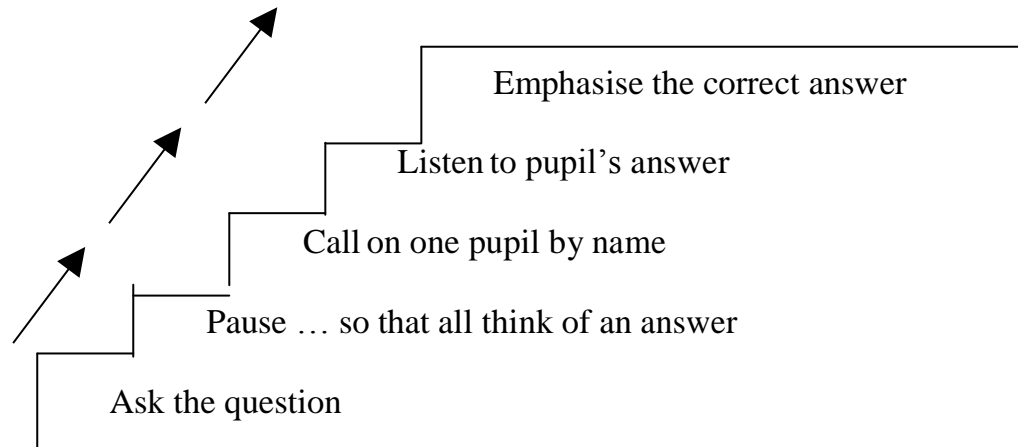 Emphasise the correct answer
Listen to pupil’s answer
Call on one pupil by name
Pause … so that all think of an answer
Ask the question